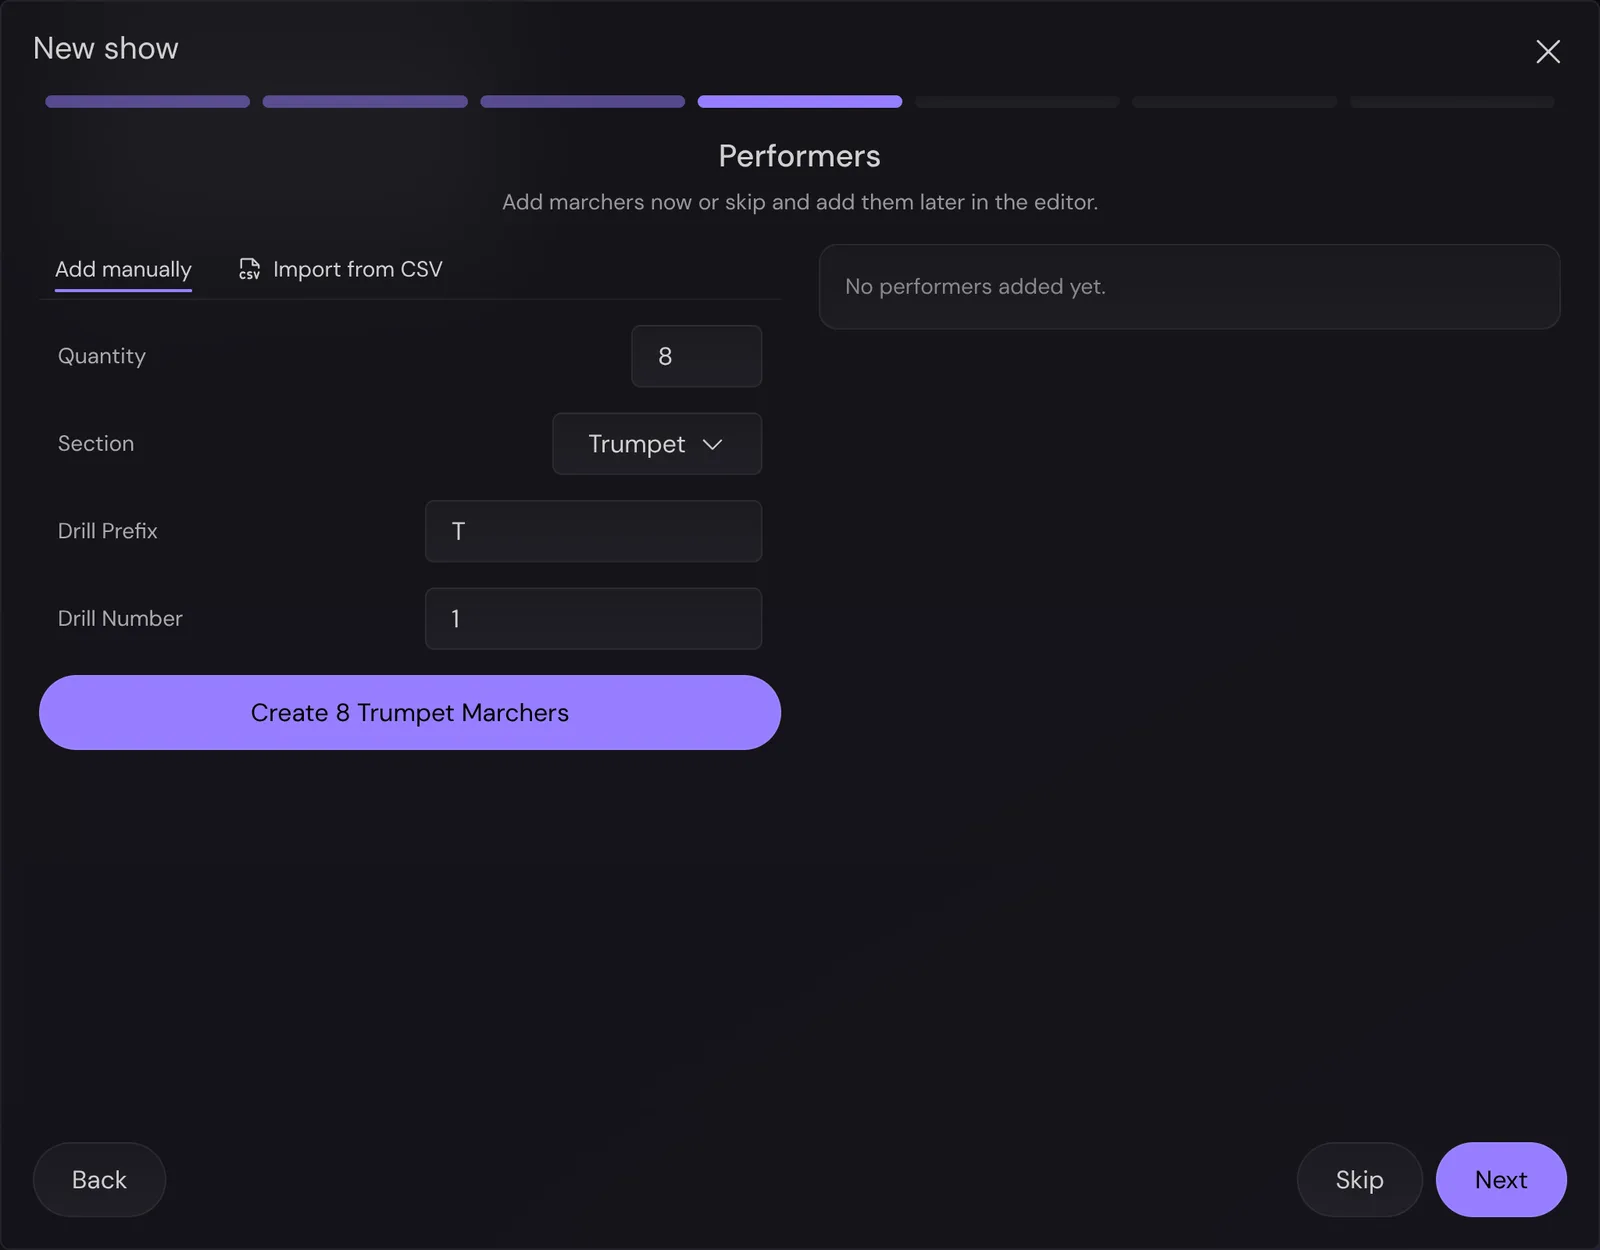 New show
Performers
Add marchers now or skip and add them later in the editor.
Add manually
CSV Import from CSV
No performers added yet.
Quantity
8
Section
Trumpet
Drill Prefix
T
Drill Number
1
Create 8 Trumpet Marchers
Back
Skip
Next